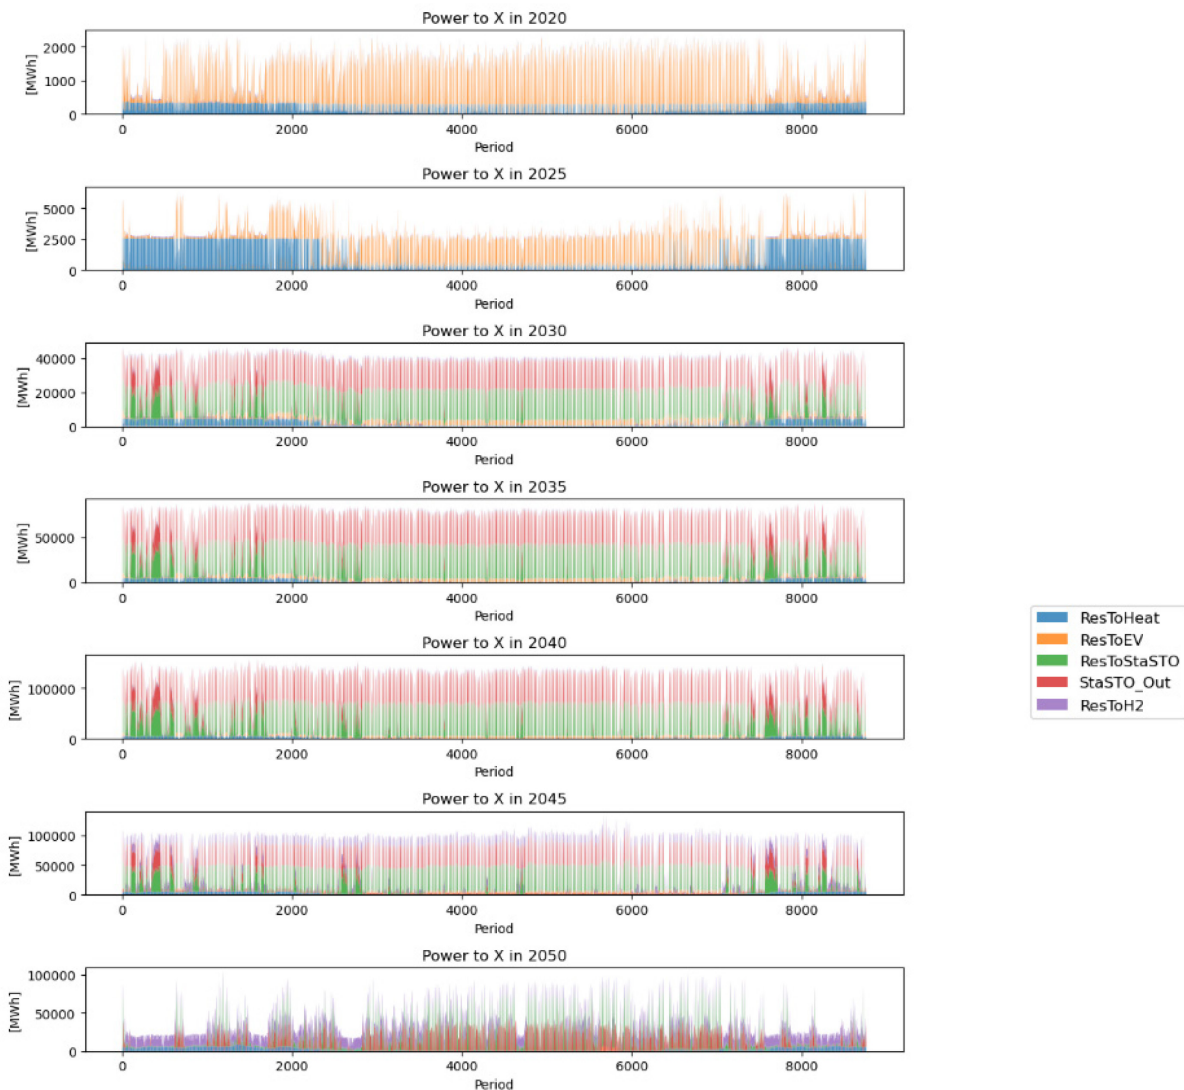 Power to X in 2020
2000
1000
0
[MWh]
0 2000 4000 6000 8000
Period
Power to X in 2025
5000
2500
0
[MWh]
0 2000 4000 6000 8000
Period
Power to X in 2030
40000
20000
0
[MWh]
0 2000 4000 6000 8000
Period
Power to X in 2035
50000
0
[MWh]
0 2000 4000 6000 8000
Period
Power to X in 2040
100000
0
[MWh]
0 2000 4000 6000 8000
Period
Power to X in 2045
100000
50000
0
[MWh]
0 2000 4000 6000 8000
Period
Power to X in 2050
100000
50000
0
[MWh]
0 2000 4000 6000 8000
Period
ResToHeat
ResToEV
ResToStaSTO
StaSTO_Out
ResToH2